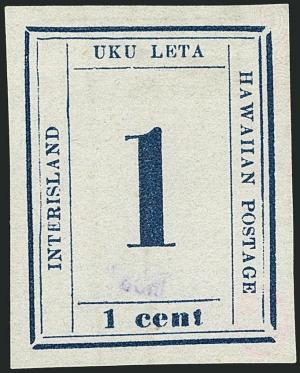 UKU LETA
INTERISLAND
HAWAIIAN POSTAGE
1
1 cent